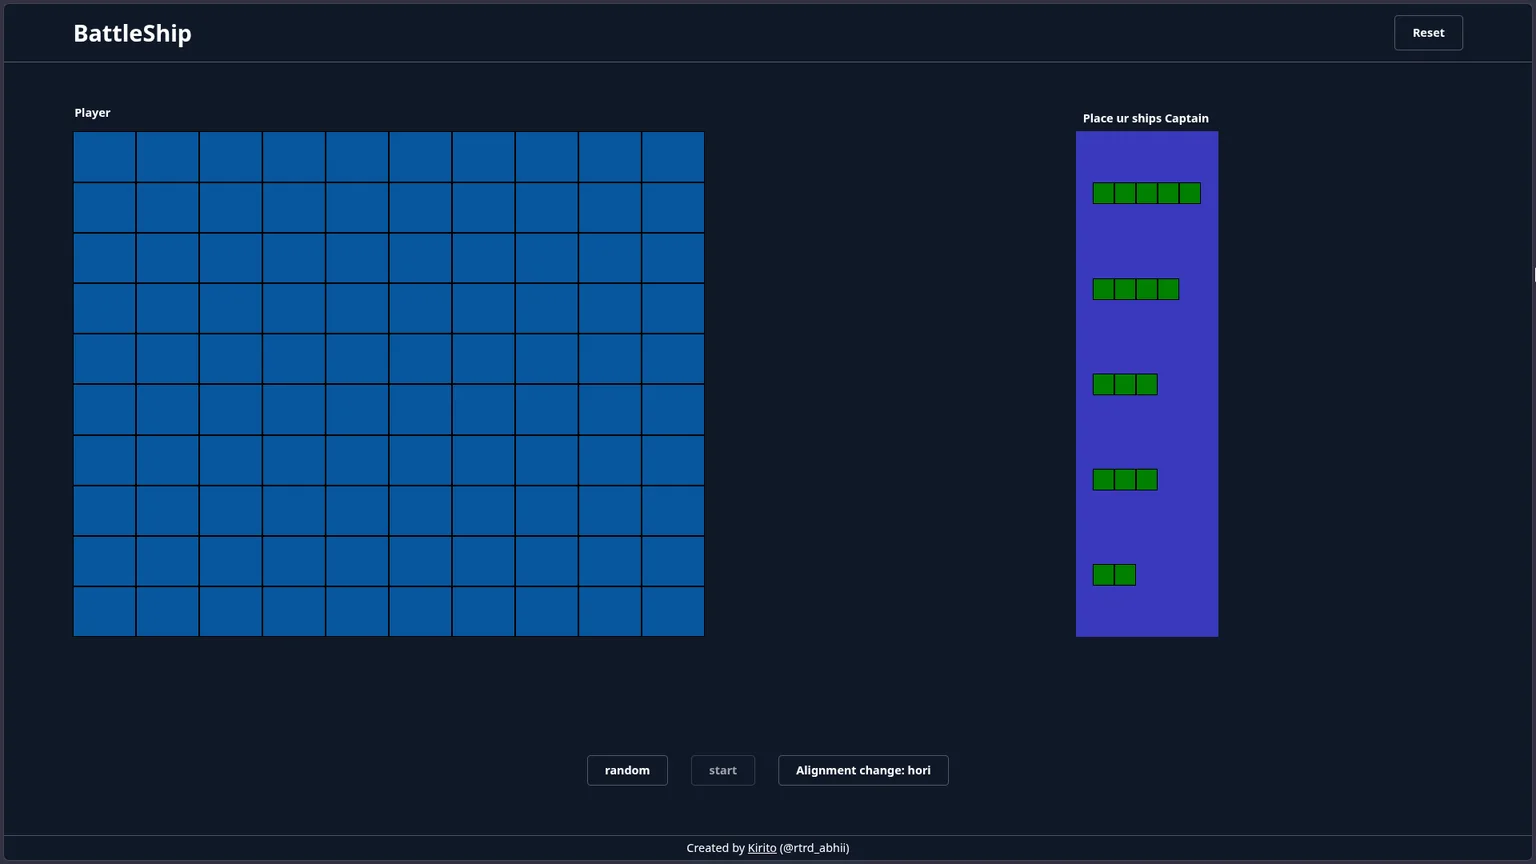 BattleShip
Reset
Player
Place ur ships Captain
random
start
Alignment change: hori
Created by Kirito (@rtrd_abhii)